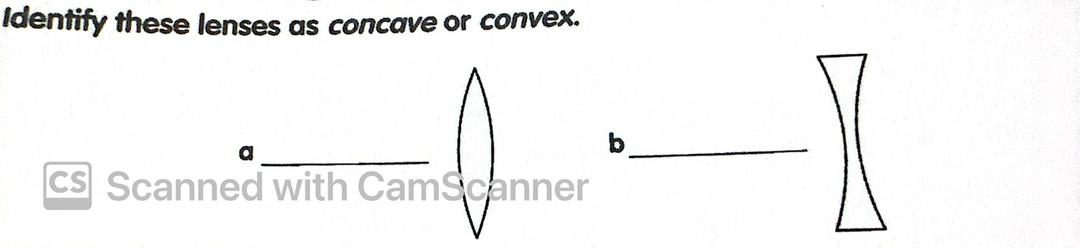 Identify these lenses as concave or convex.
a
b
CS Scanned with CamScanner